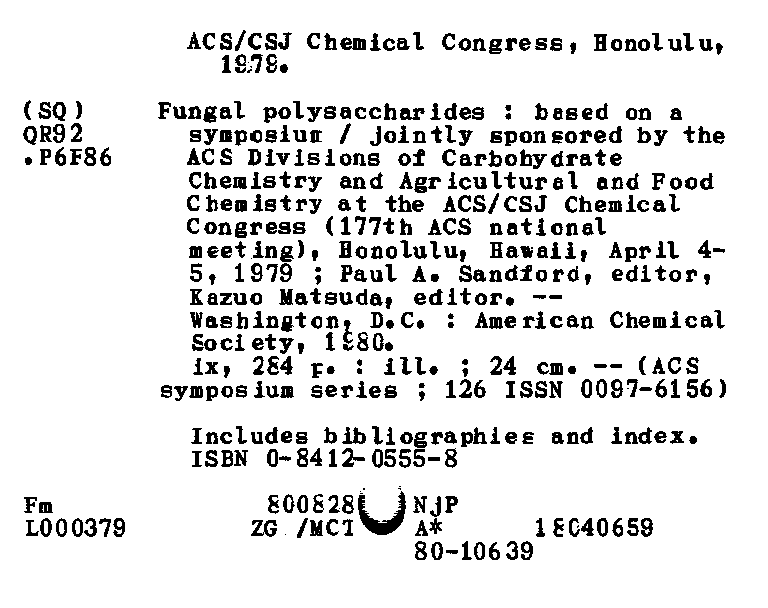 ACS/CSJ Chemical Congress, Honolulu,
1979.
(SQ) Fungal polysaccharides : based on a
QR92 symposium / jointly sponsored by the
.P6F86 ACS Divisions of Carbohydrate
Chemistry and Agricultural and Food
Chemistry at the ACS/CSJ Chemical
Congress (177th ACS national
meeting), Honolulu, Hawaii, April 4-
5, 1979 ; Paul A. Sandford, editor,
Kazuo Matsuda, editor. --
Washington, D.C. : American Chemical
Society, 1980.
ix, 284 p. : ill. ; 24 cm. -- (ACS
symposium series ; 126 ISSN 0097-6156)
Includes bibliographies and index.
ISBN 0-8412-0555-8
Fm 800828 NjP
L000379 ZG /MCT A* 18040659
80-10639